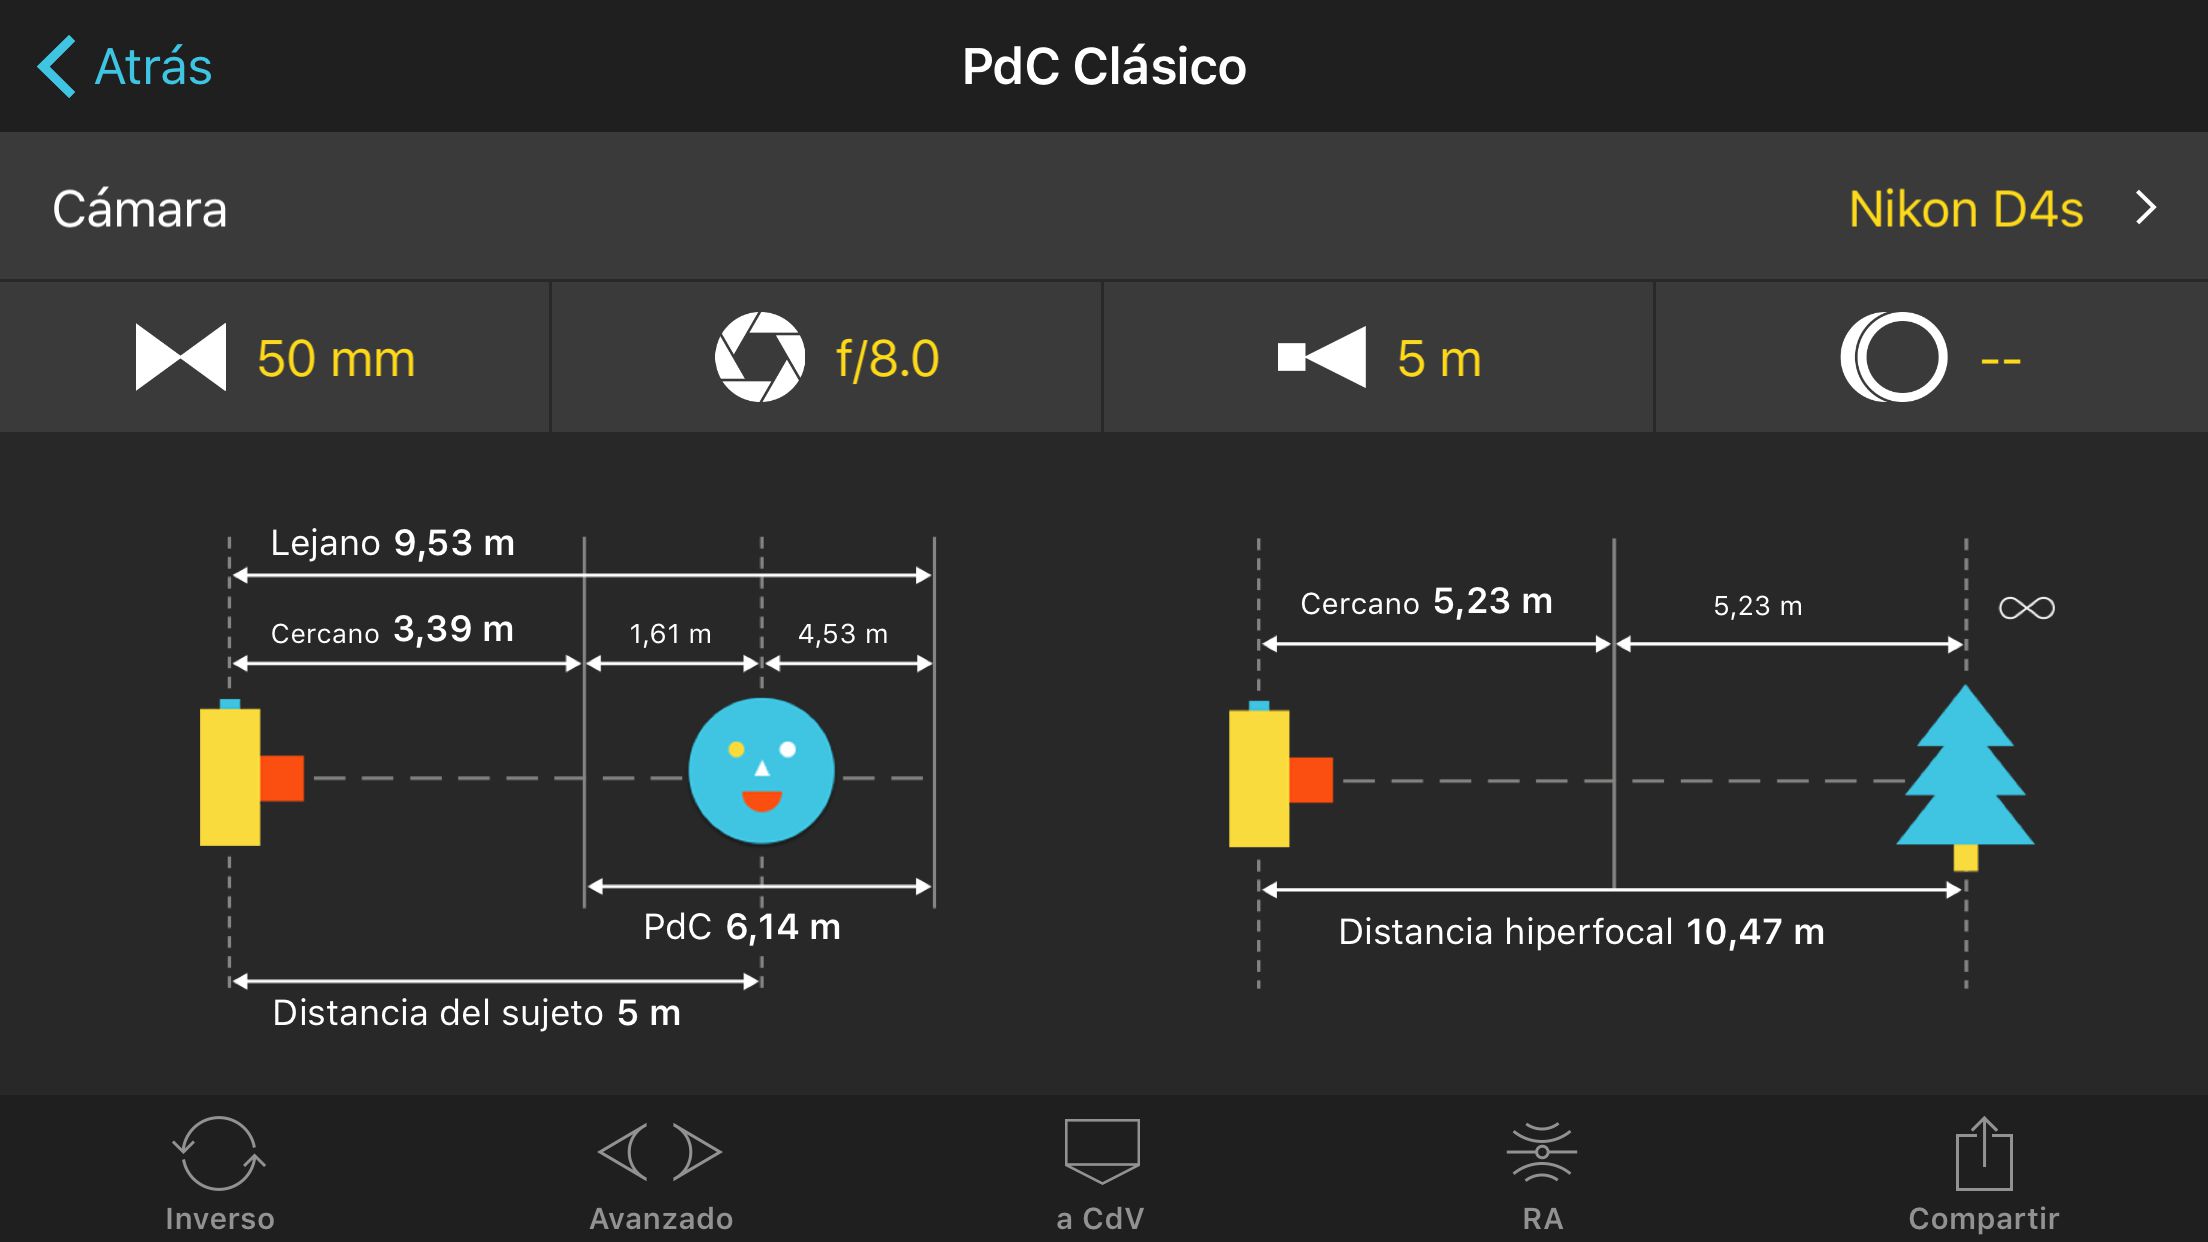 Atrás
PdC Clásico
Cámara
Nikon D4s
50 mm
f/8.0
5 m
--
Lejano 9,53 m
Cercano 3,39 m
1,61 m
4,53 m
PdC 6,14 m
Distancia del sujeto 5 m
Cercano 5,23 m
5,23 m
∞
Distancia hiperfocal 10,47 m
Inverso
Avanzado
a CdV
RA
Compartir